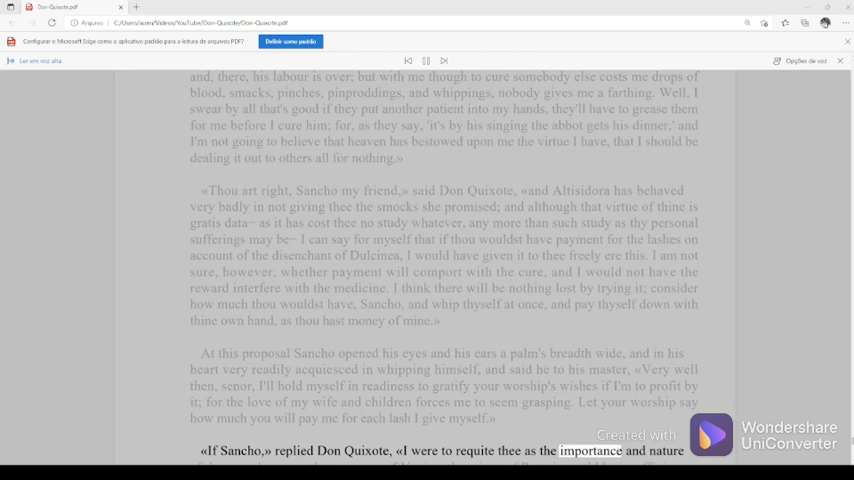 Don-Quixote.pdf
Arquivo
C:/Users/xorm/Videos/YouTube/Don-Quixote/Don-Quixote.pdf
Configurar o Microsoft Edge como o aplicativo padrão para a leitura de arquivos PDF?
Definir como padrão
Ler em voz alta
Opções de voz
and, there, his labour is over; but with me though to cure somebody else costs me drops of
blood, smacks, pinches, pinproddings, and whippings, nobody gives me a farthing. Well, I
swear by all that's good if they put another patient into my hands, they'll have to grease them
for me before I cure him; for, as they say, 'it's by his singing the abbot gets his dinner,' and
I'm not going to believe that heaven has bestowed upon me the virtue I have, that I should be
dealing it out to others all for nothing.»
«Thou art right, Sancho my friend,» said Don Quixote, «and Altisidora has behaved
very badly in not giving thee the smocks she promised; and although that virtue of thine is
gratis data− as it has cost thee no study whatever, any more than such study as thy personal
sufferings may be− I can say for myself that if thou wouldst have payment for the lashes on
account of the disenchant of Dulcinea, I would have given it to thee freely ere this. I am not
sure, however, whether payment will comport with the cure, and I would not have the
reward interfere with the medicine. I think there will be nothing lost by trying it; consider
how much thou wouldst have, Sancho, and whip thyself at once, and pay thyself down with
thine own hand, as thou hast money of mine.»
At this proposal Sancho opened his eyes and his ears a palm's breadth wide, and in his
heart very readily acquiesced in whipping himself, and said he to his master, «Very well
then, senor, I'll hold myself in readiness to gratify your worship's wishes if I'm to profit by
it; for the love of my wife and children forces me to seem grasping. Let your worship say
how much you will pay me for each lash I give myself.»
«If Sancho,» replied Don Quixote, «I were to requite thee as the importance and nature
Created with
Wondershare
UniConverter